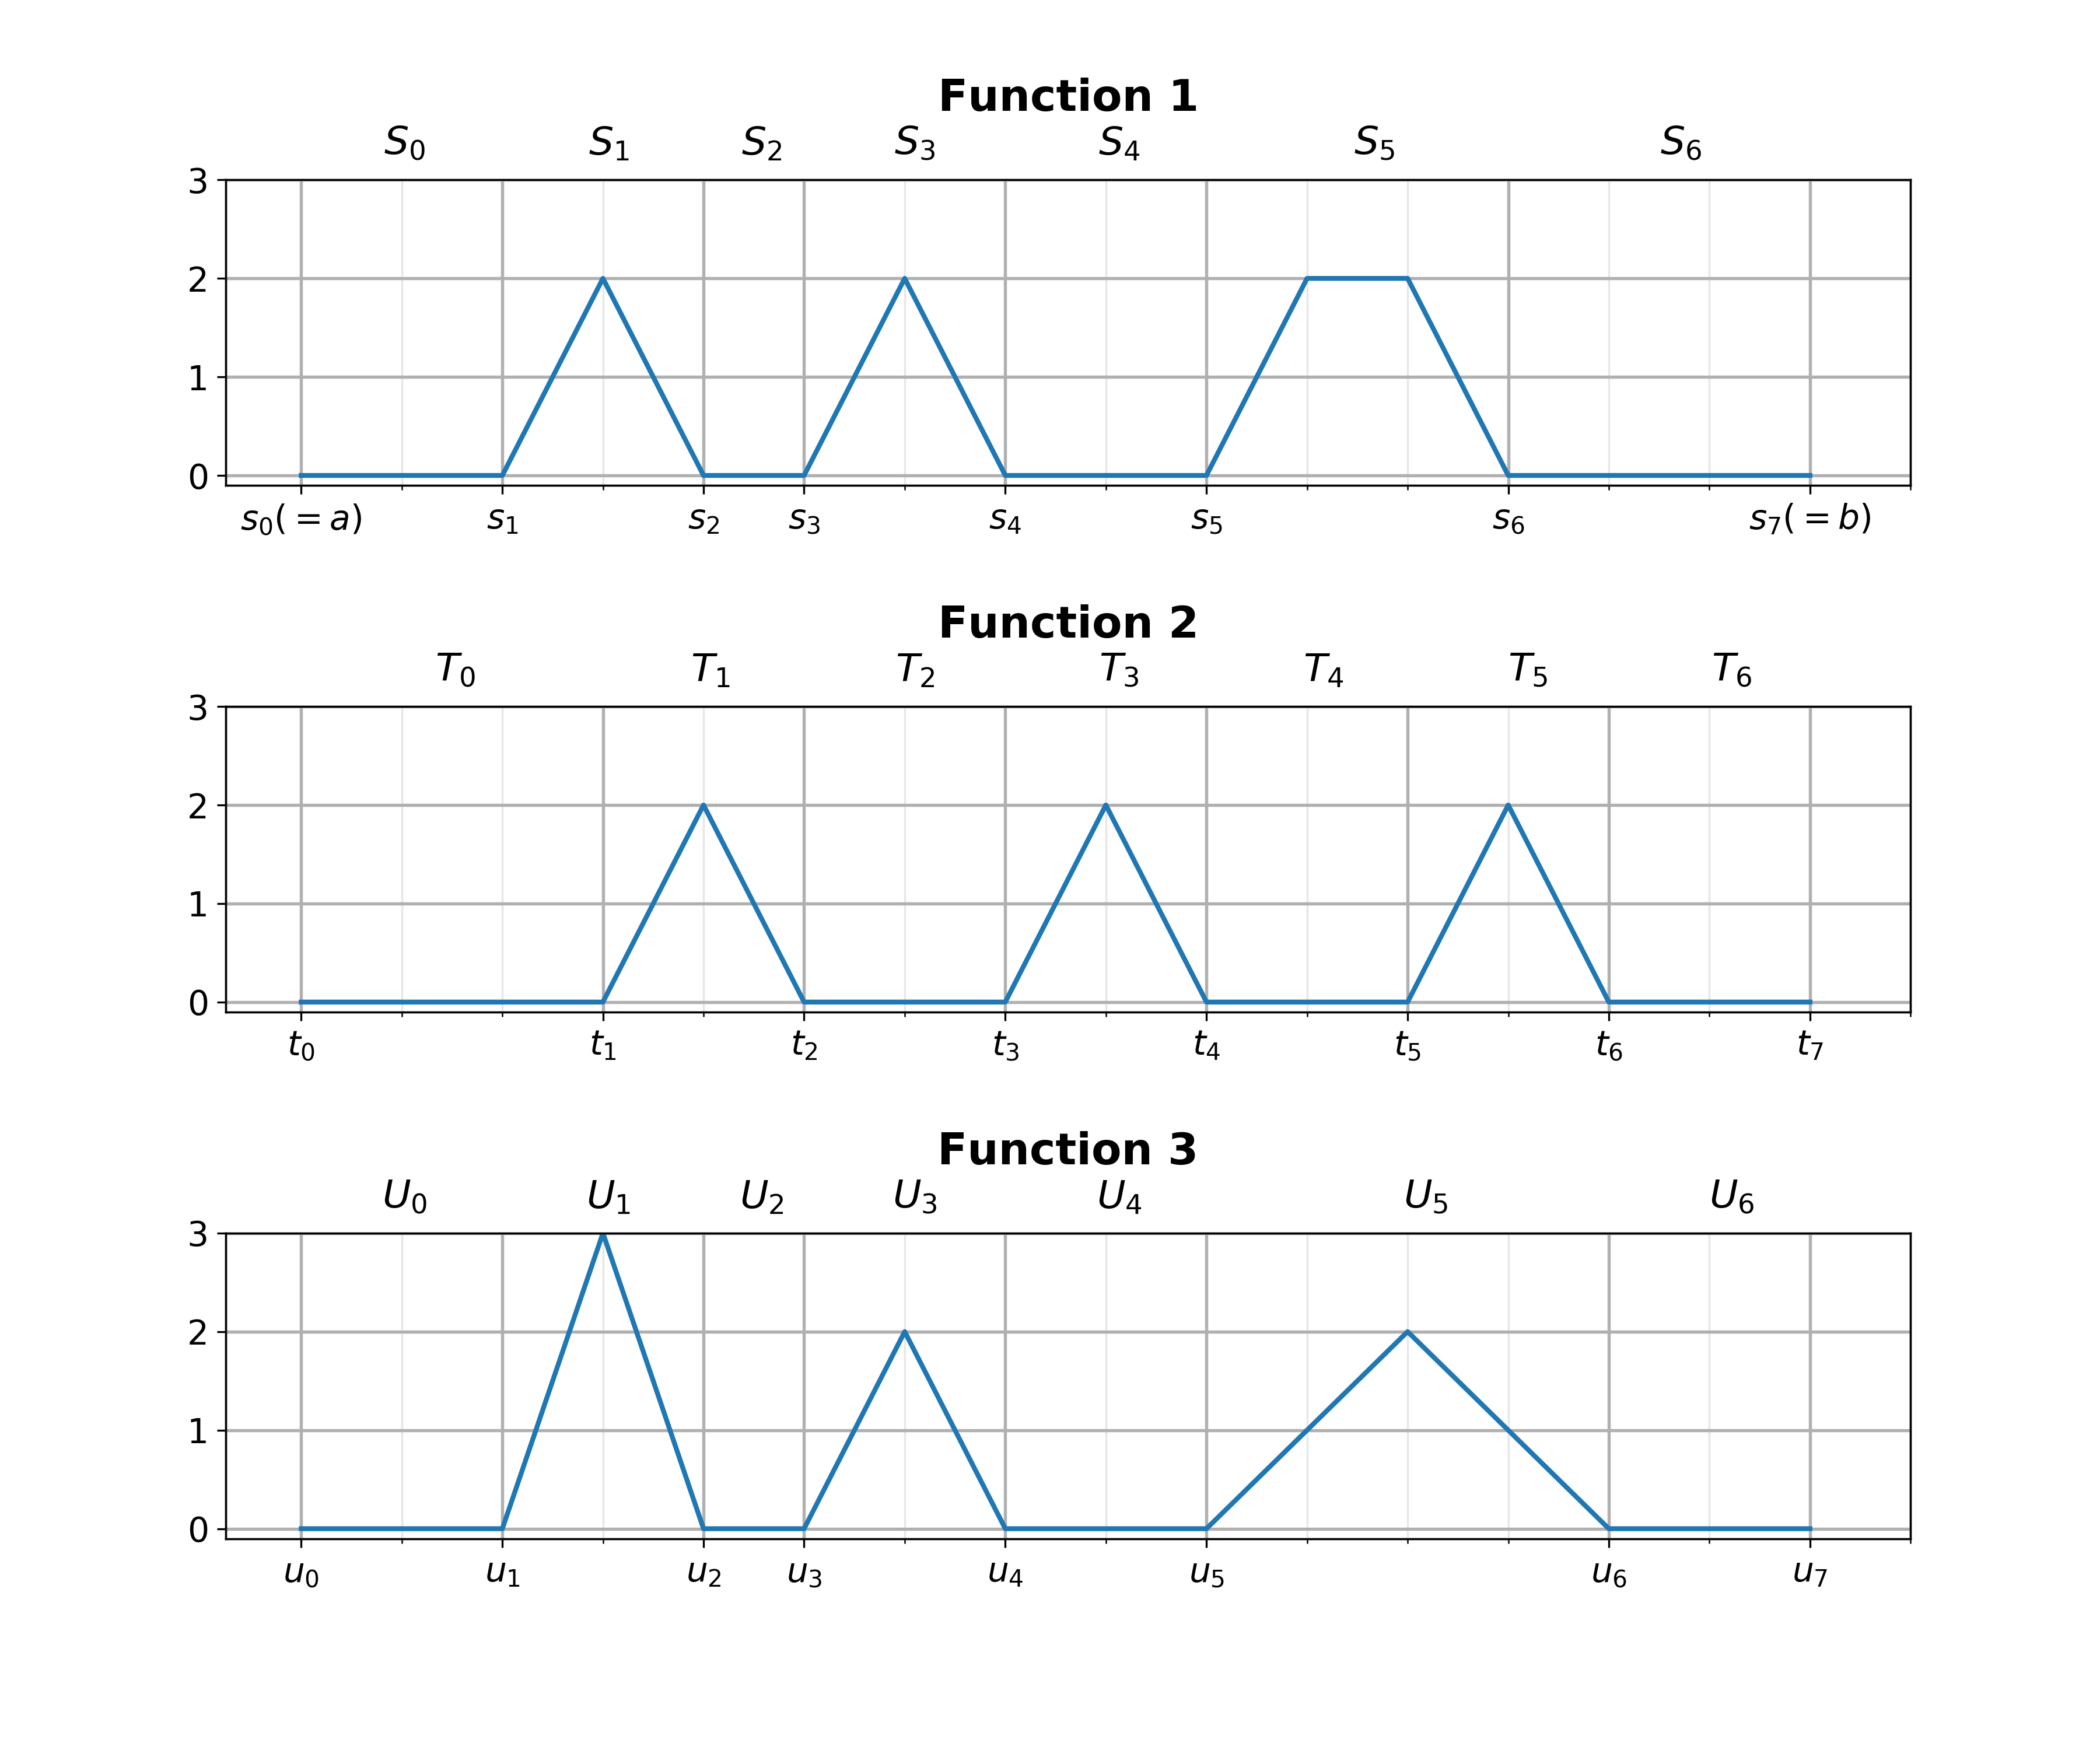 Function 1
S₀ S₁ S₂ S₃ S₄ S₅ S₆
3
2
1
0
s₀(=a) s₁ s₂ s₃ s₄ s₅ s₆ s₇(=b)
Function 2
T₀ T₁ T₂ T₃ T₄ T₅ T₆
3
2
1
0
t₀ t₁ t₂ t₃ t₄ t₅ t₆ t₇
Function 3
U₀ U₁ U₂ U₃ U₄ U₅ U₆
3
2
1
0
u₀ u₁ u₂ u₃ u₄ u₅ u₆ u₇